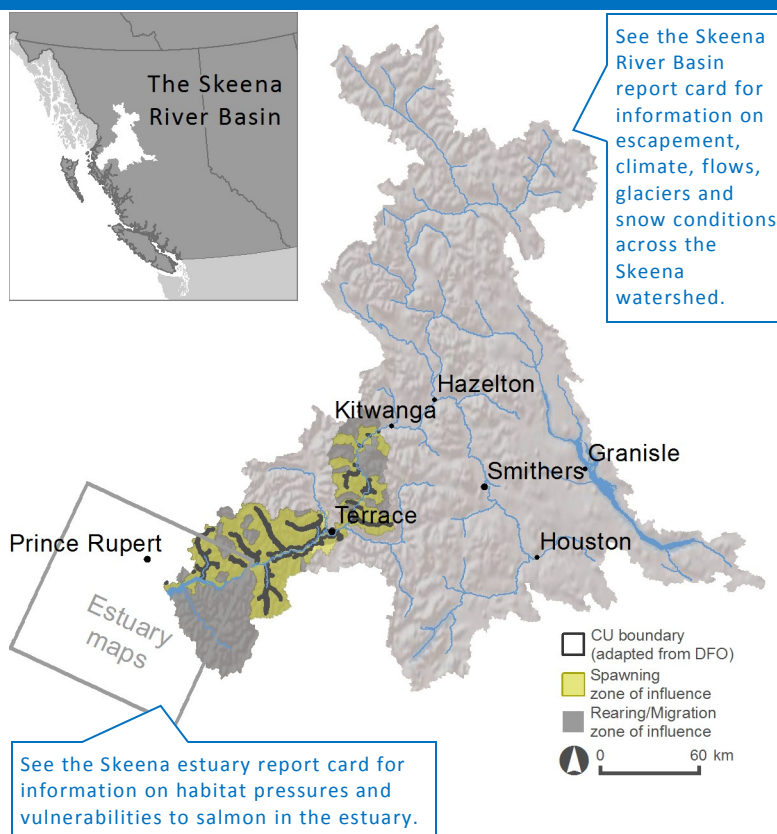 The Skeena
River Basin
See the Skeena
River Basin
report card for
information on
escapement,
climate, flows,
glaciers and
snow conditions
across the
Skeena
watershed.
Hazelton
Kitwanga
Granisle
Smithers
Terrace
Prince Rupert
Houston
Estuary
maps
CU boundary
(adapted from DFO)
Spawning
zone of influence
Rearing/Migration
zone of influence
0 60 km
See the Skeena estuary report card for
information on habitat pressures and
vulnerabilities to salmon in the estuary.